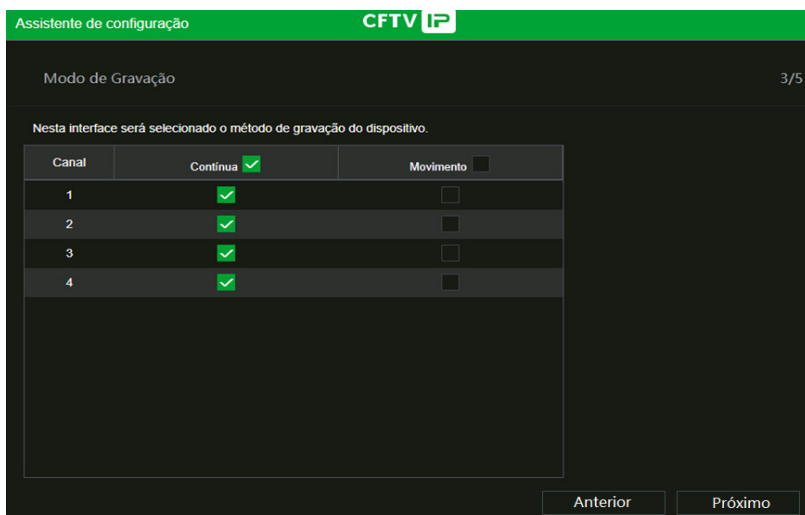 Assistente de configuração
CFTV IP
Modo de Gravação 3/5
Nesta interface será selecionado o método de gravação do dispositivo.
Canal Contínua Movimento
1
2
3
4
Anterior Próximo